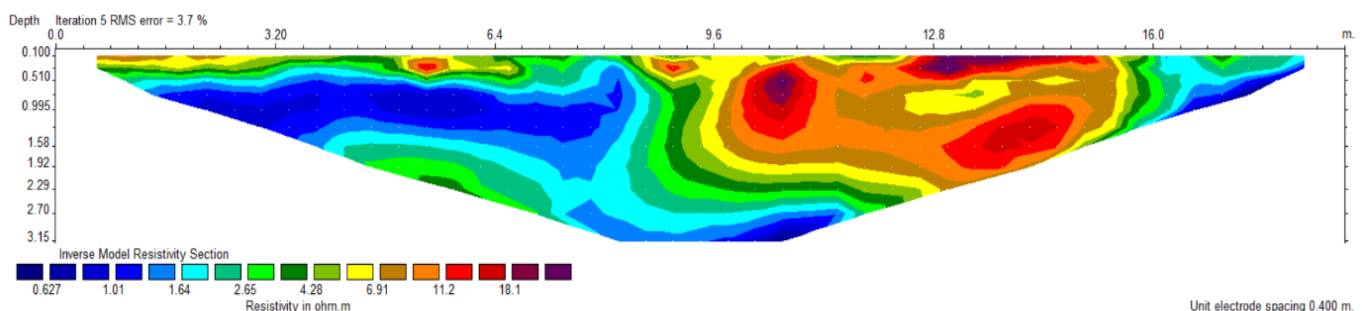 Depth Iteration 5 RMS error = 3.7 %
0.0 3.20 6.4 9.6 12.8 16.0 m.
0.100
0.510
0.995
1.58
1.92
2.29
2.70
3.15
Inverse Model Resistivity Section
0.627 1.01 1.64 2.65 4.28 6.91 11.2 18.1
Resistivity in ohm.m
Unit electrode spacing 0.400 m.